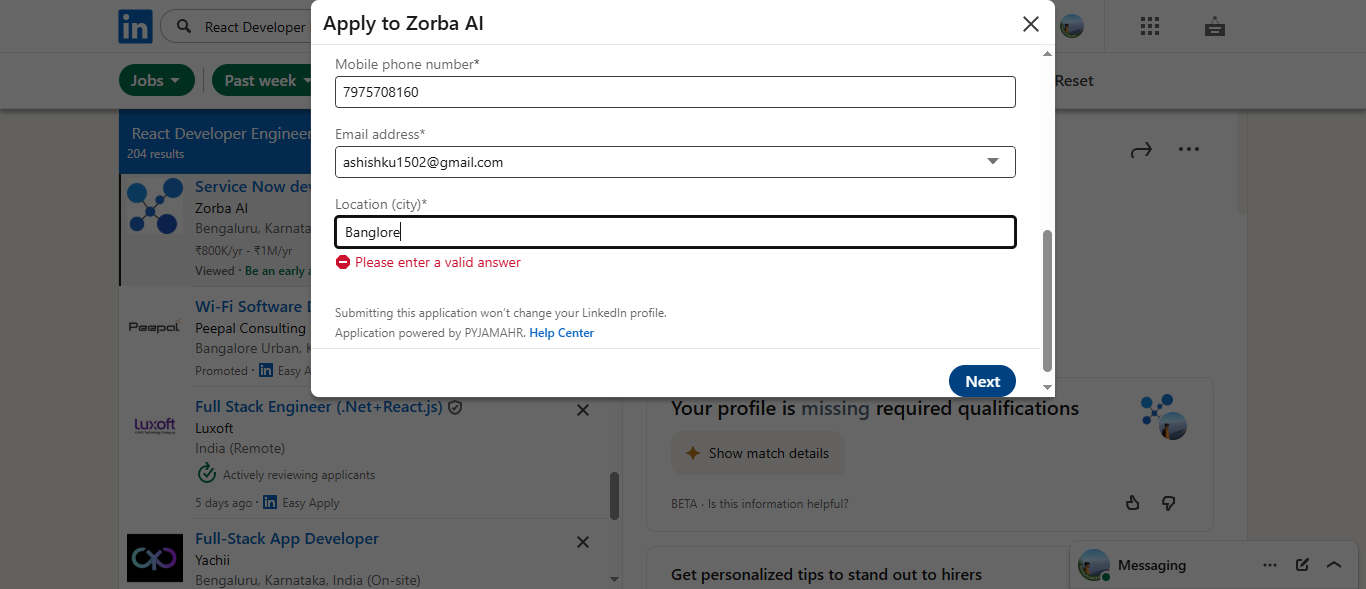 in
React Developer
Apply to Zorba AI
Jobs
Past week
Reset
Mobile phone number*
7975708160
Email address*
ashishku1502@gmail.com
Location (city)*
Banglore
Please enter a valid answer
Submitting this application won't change your LinkedIn profile.
Application powered by PYJAMAHR. Help Center
Next
React Developer Engineer
204 results
Service Now dev
Zorba AI
Bengaluru, Karnata
₹800K/yr - ₹1M/yr
Viewed · Be an early a
Peepal
Wi-Fi Software D
Peepal Consulting
Bangalore Urban, K
Promoted · in Easy A
Luxoft
Full Stack Engineer (.Net+React.js)
Luxoft
India (Remote)
Actively reviewing applicants
5 days ago · in Easy Apply
Full-Stack App Developer
Yachii
Bengaluru, Karnataka, India (On-site)
Your profile is missing required qualifications
Show match details
BETA · Is this information helpful?
Get personalized tips to stand out to hirers
Messaging